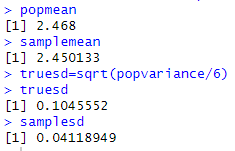 > popmean
[1] 2.468
> samplemean
[1] 2.450133
> truesd=sqrt(popvariance/6)
> truesd
[1] 0.1045552
> samplesd
[1] 0.04118949